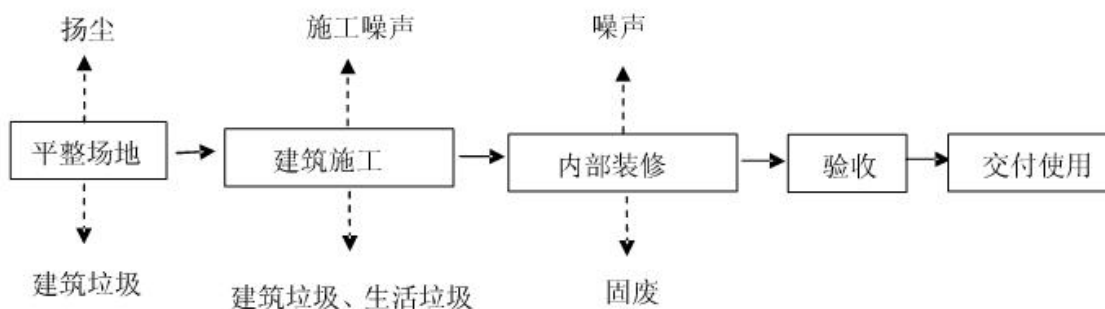 扬尘
施工噪声
噪声
平整场地
建筑施工
内部装修
验收
交付使用
建筑垃圾
建筑垃圾、生活垃圾
固废